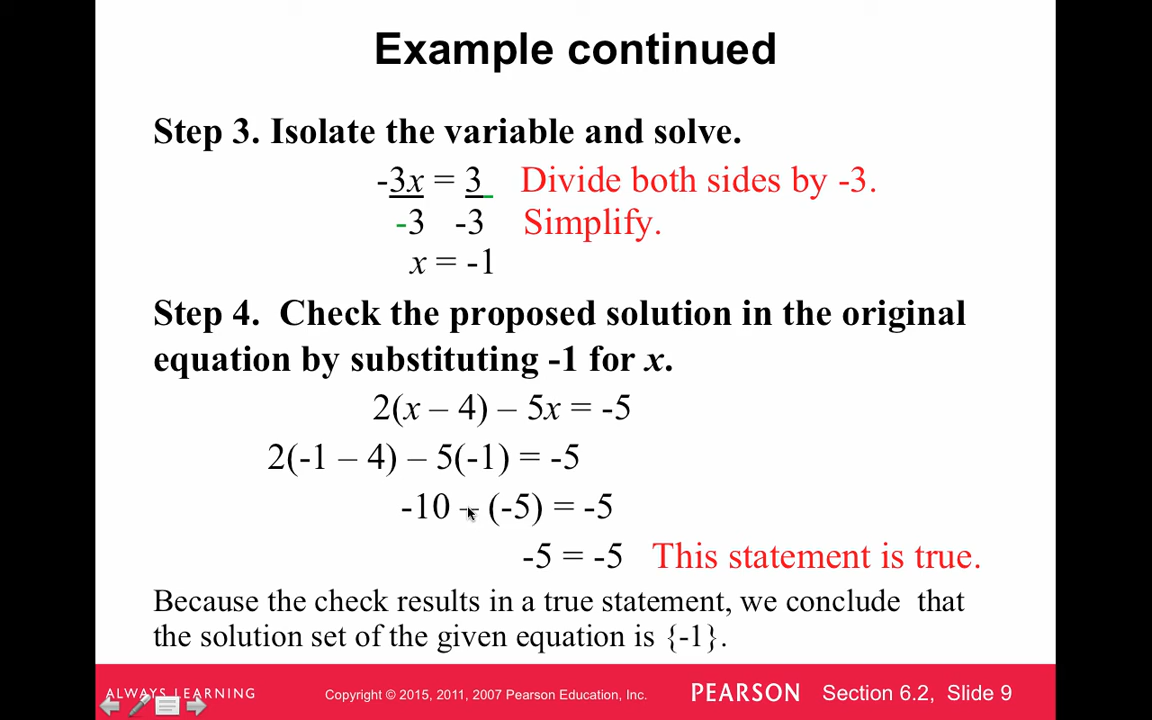 Example continued
Step 3. Isolate the variable and solve.
-3x = 3 Divide both sides by -3.
-3 -3 Simplify.
x = -1
Step 4. Check the proposed solution in the original
equation by substituting -1 for x.
2(x – 4) – 5x = -5
2(-1 – 4) – 5(-1) = -5
-10 – (-5) = -5
-5 = -5 This statement is true.
Because the check results in a true statement, we conclude that
the solution set of the given equation is {-1}.
ALWAYS LEARNING Copyright © 2015, 2011, 2007 Pearson Education, Inc. PEARSON Section 6.2, Slide 9